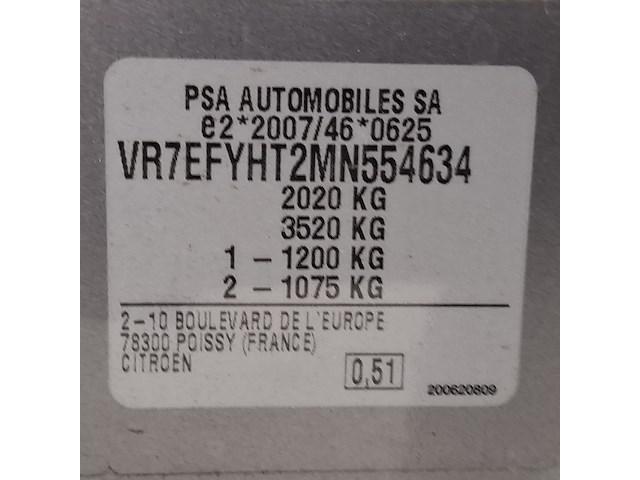 PSA AUTOMOBILES SA
e2*2007/46*0625
VR7EFYHT2MN554634
2020 KG
3520 KG
1 – 1200 KG
2 – 1075 KG
2–10 BOULEVARD DE L'EUROPE
78300 POISSY (FRANCE)
CITROEN
0,51
200620809